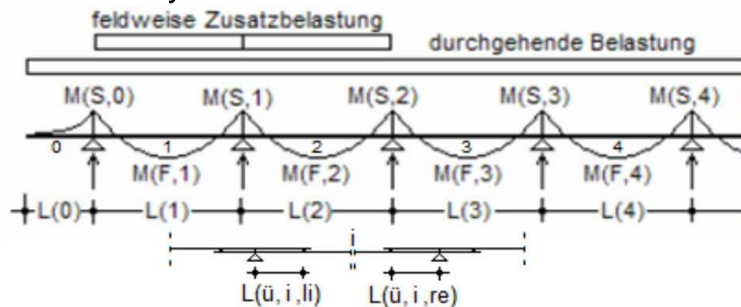 feldweise Zusatzbelastung
durchgehende Belastung
M(S,0) M(S,1) M(S,2) M(S,3) M(S,4)
0 1 2 3 4
M(F,1) M(F,2) M(F,3) M(F,4)
L(0) L(1) L(2) L(3) L(4)
i
L(ü, i ,li) L(ü, i ,re)